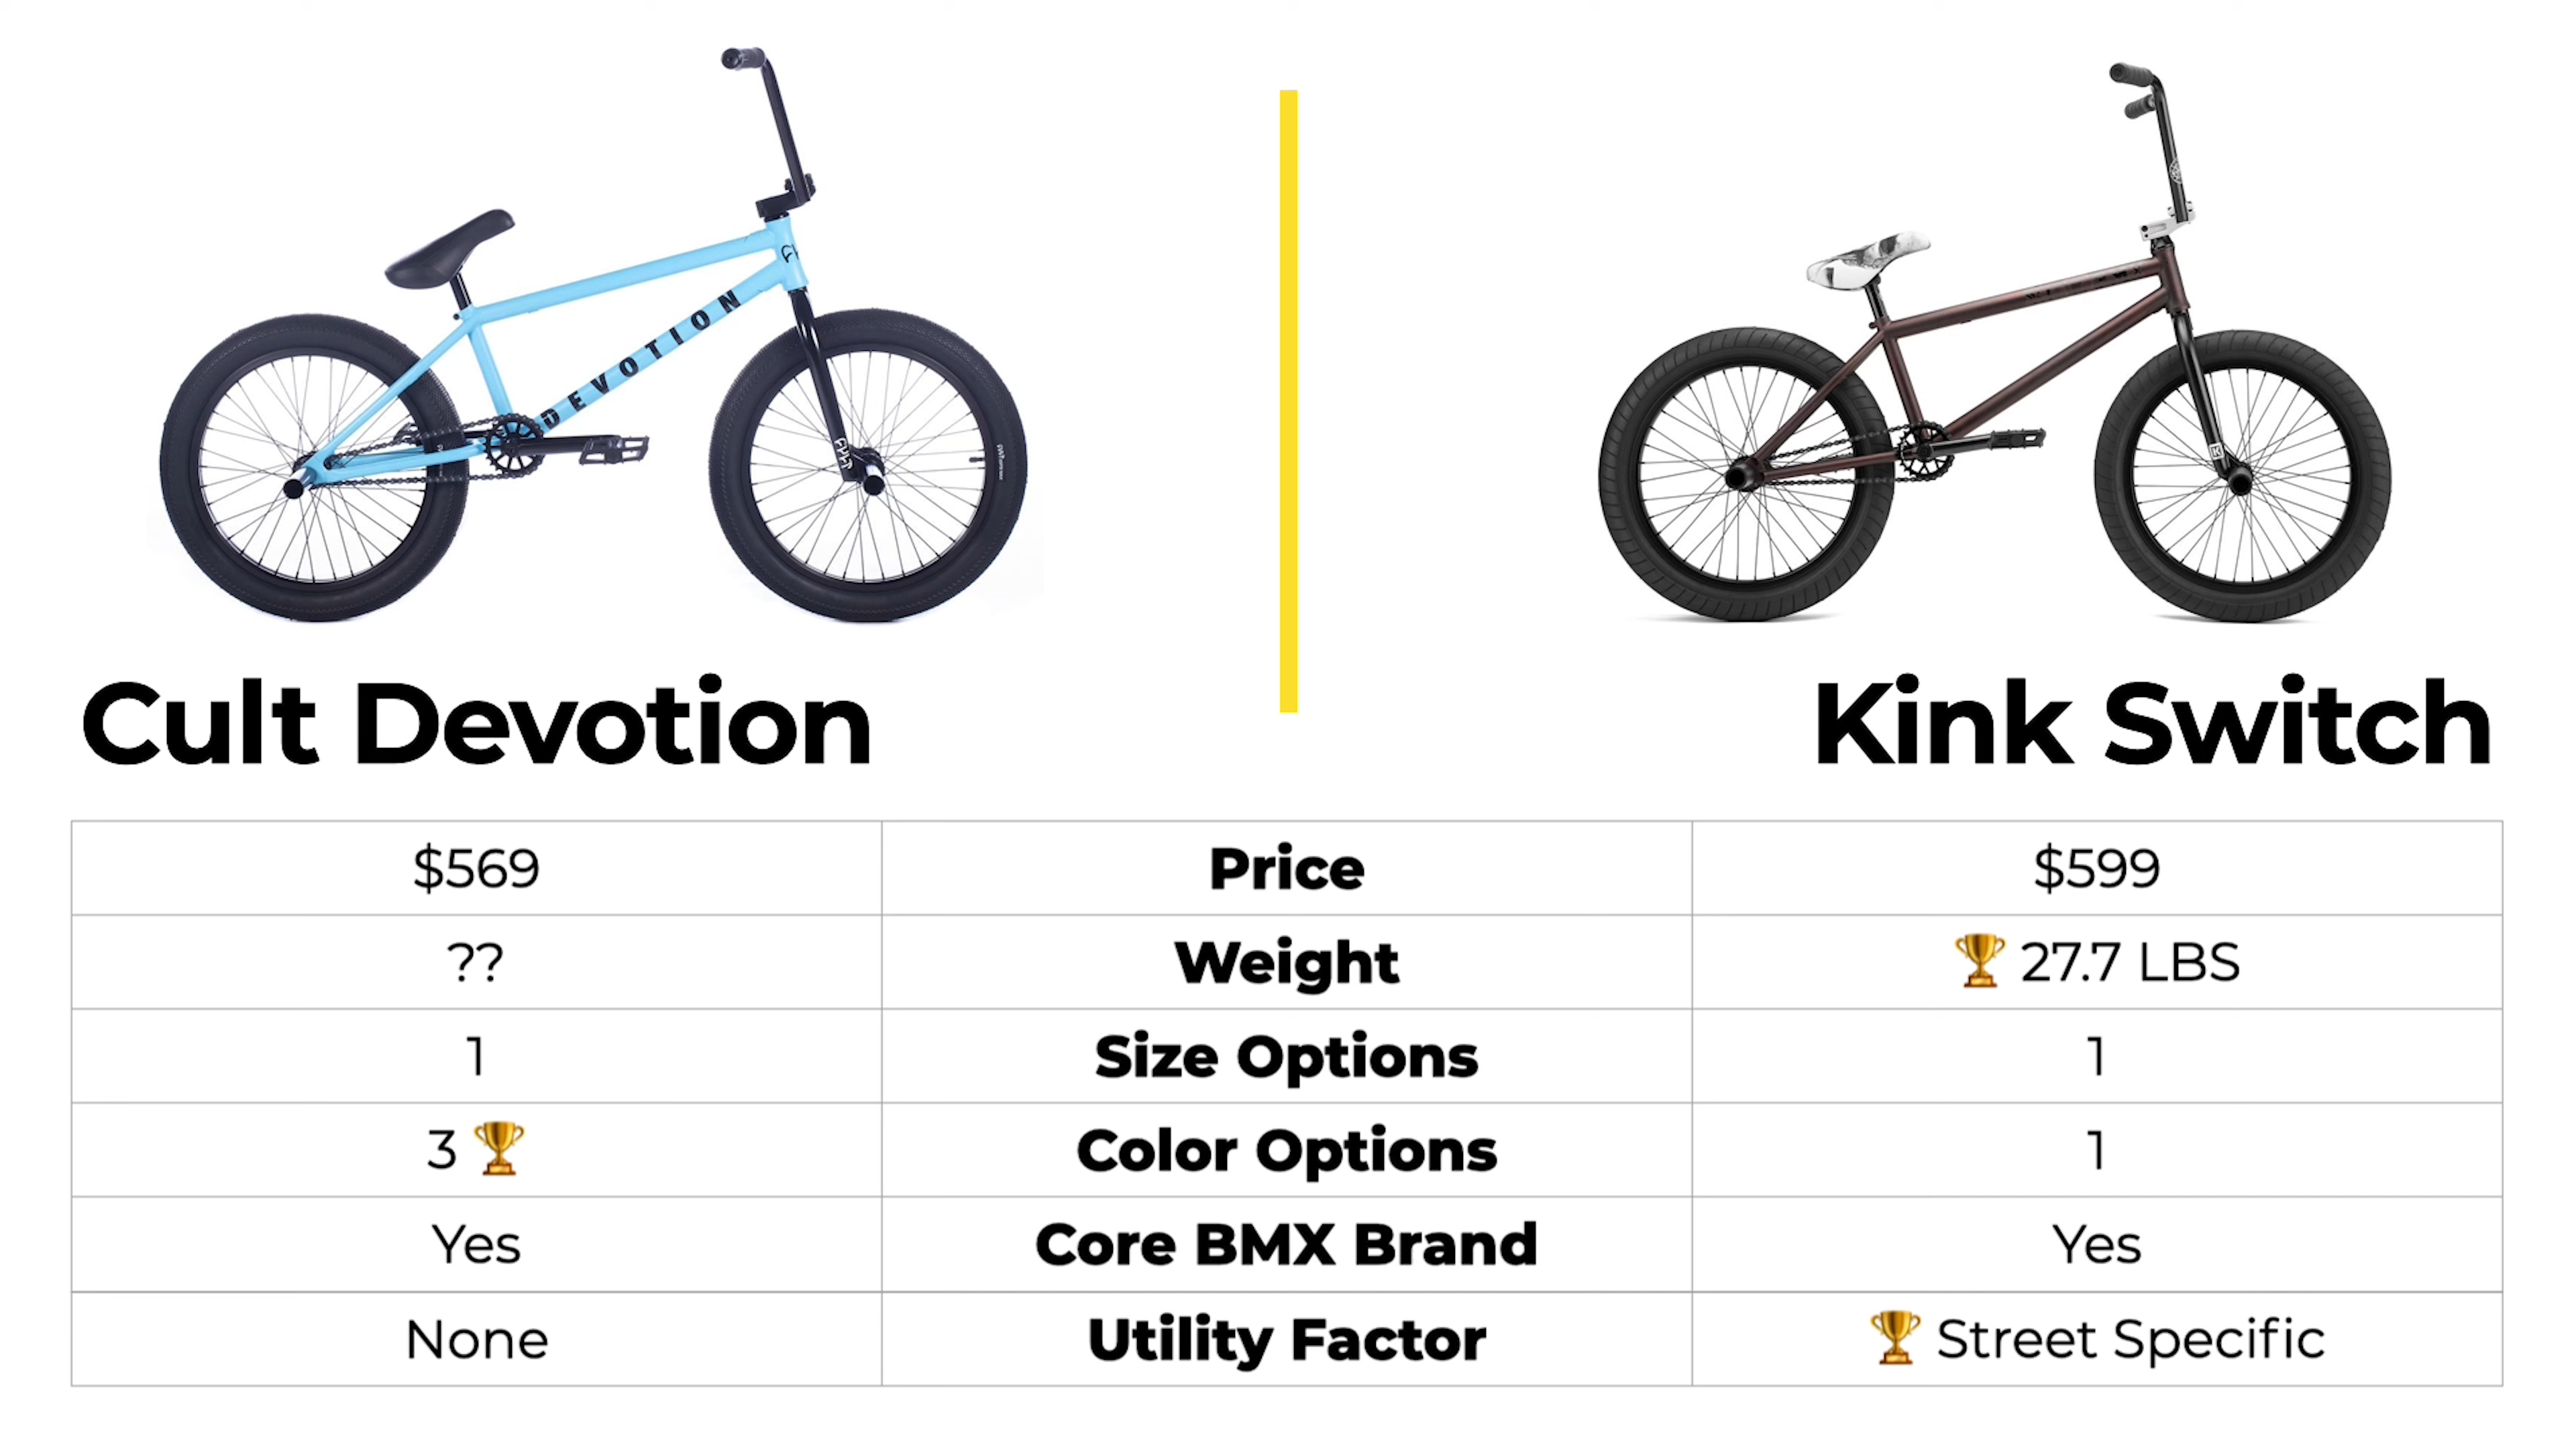 DEVOTION
CULT
Cult Devotion
Kink Switch
$569 Price $599
?? Weight 🏆 27.7 LBS
1 Size Options 1
3 🏆 Color Options 1
Yes Core BMX Brand Yes
None Utility Factor 🏆 Street Specific